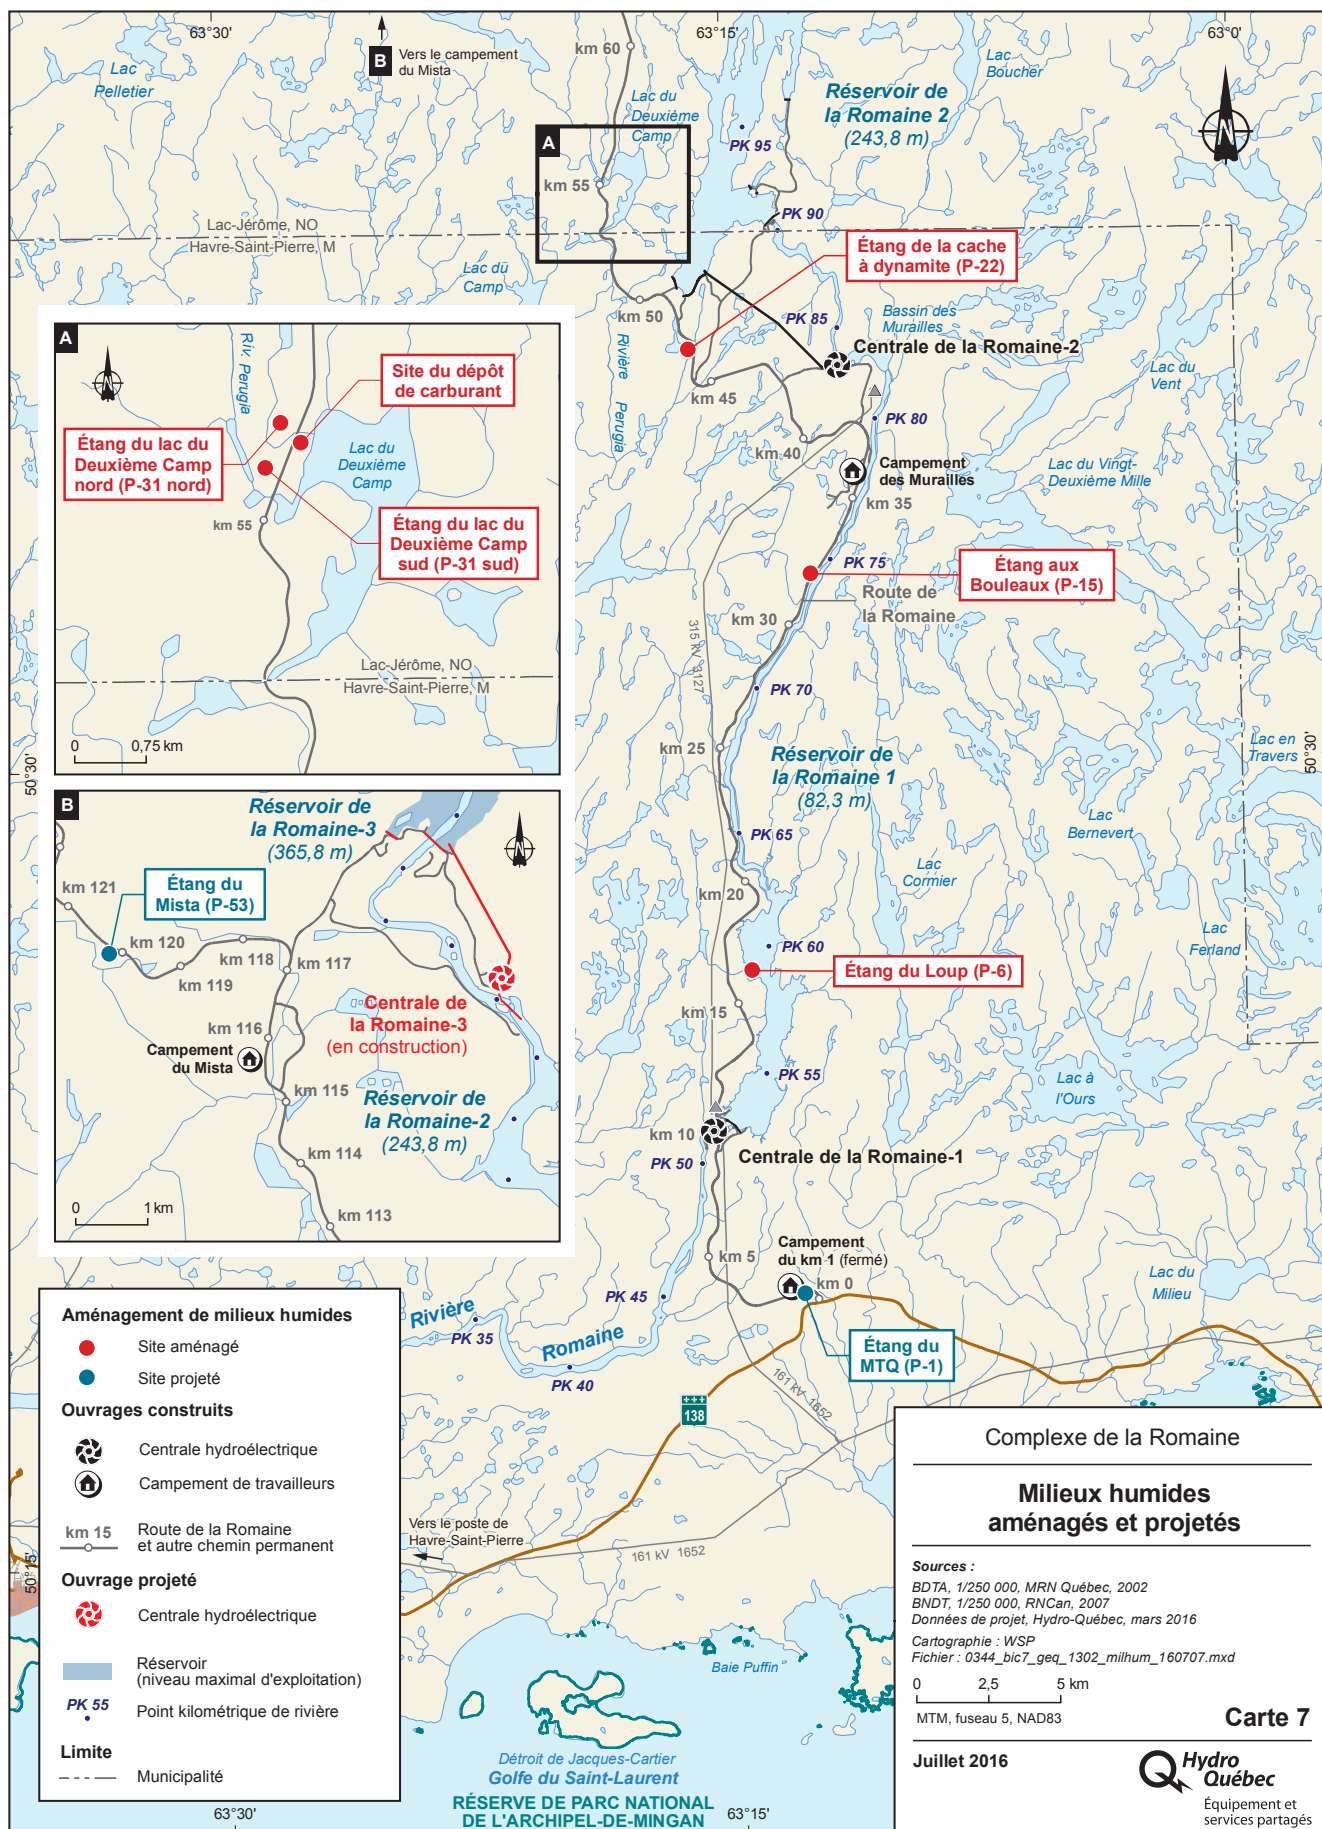 63°30'
63°15'
63°0'
B
Vers le campement
du Mista
km 60
Lac
Pelletier
Lac du
Deuxième
Camp
Réservoir de
la Romaine 2
(243,8 m)
Lac
Boucher
A
PK 95
km 55
PK 90
Lac-Jérôme, NO
Havre-Saint-Pierre, M
Étang de la cache
à dynamite (P-22)
Lac du
Camp
km 50
Rivière Perugia
PK 85
Bassin des
Murailles
Centrale de la Romaine-2
Lac du
Vent
km 45
PK 80
km 40
Campement
des Murailles
Lac du Vingt-
Deuxième Mille
km 35
PK 75
Étang aux
Bouleaux (P-15)
Route de
la Romaine
km 30
315 kV 3127
PK 70
km 25
Réservoir de
la Romaine 1
(82,3 m)
Lac en
Travers
50°30'
50°30'
Lac
Bernevert
PK 65
Lac
Cormier
km 20
Lac
Ferland
PK 60
Étang du Loup (P-6)
km 15
PK 55
Lac à
l'Ours
km 10
Centrale de la Romaine-1
PK 50
km 5
Campement
du km 1 (fermé)
km 0
Lac du
Milieu
PK 45
Rivière
PK 35
Romaine
PK 40
Étang du
MTQ (P-1)
161 kV 1652
138
Vers le poste de
Havre-Saint-Pierre
161 kV 1652
50°15'
Baie Puffin
Détroit de Jacques-Cartier
Golfe du Saint-Laurent
RÉSERVE DE PARC NATIONAL
DE L'ARCHIPEL-DE-MINGAN
63°30'
63°15'
A
Riv. Perugia
Site du dépôt
de carburant
Étang du lac du
Deuxième Camp
nord (P-31 nord)
Lac du
Deuxième
Camp
km 55
Étang du lac du
Deuxième Camp
sud (P-31 sud)
Lac-Jérôme, NO
Havre-Saint-Pierre, M
0 0,75 km
B
Réservoir de
la Romaine-3
(365,8 m)
km 121
Étang du
Mista (P-53)
km 120
km 118
km 117
km 119
Centrale de
la Romaine-3
(en construction)
km 116
Campement
du Mista
km 115
Réservoir de
la Romaine-2
(243,8 m)
km 114
0 1 km
km 113
Aménagement de milieux humides
Site aménagé
Site projeté
Ouvrages construits
Centrale hydroélectrique
Campement de travailleurs
km 15
Route de la Romaine
et autre chemin permanent
Ouvrage projeté
Centrale hydroélectrique
Réservoir
(niveau maximal d'exploitation)
PK 55
Point kilométrique de rivière
Limite
Municipalité
Complexe de la Romaine
Milieux humides
aménagés et projetés
Sources :
BDTA, 1/250 000, MRN Québec, 2002
BNDT, 1/250 000, RNCan, 2007
Données de projet, Hydro-Québec, mars 2016
Cartographie : WSP
Fichier : 0344_bic7_geq_1302_milhum_160707.mxd
0 2,5 5 km
MTM, fuseau 5, NAD83
Carte 7
Juillet 2016
Hydro
Québec
Équipement et
services partagés